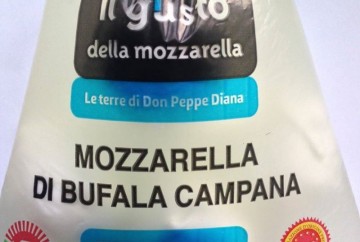 il gusto
della mozzarella
Le terre di Don Peppe Diana
MOZZARELLA
DI BUFALA CAMPANA